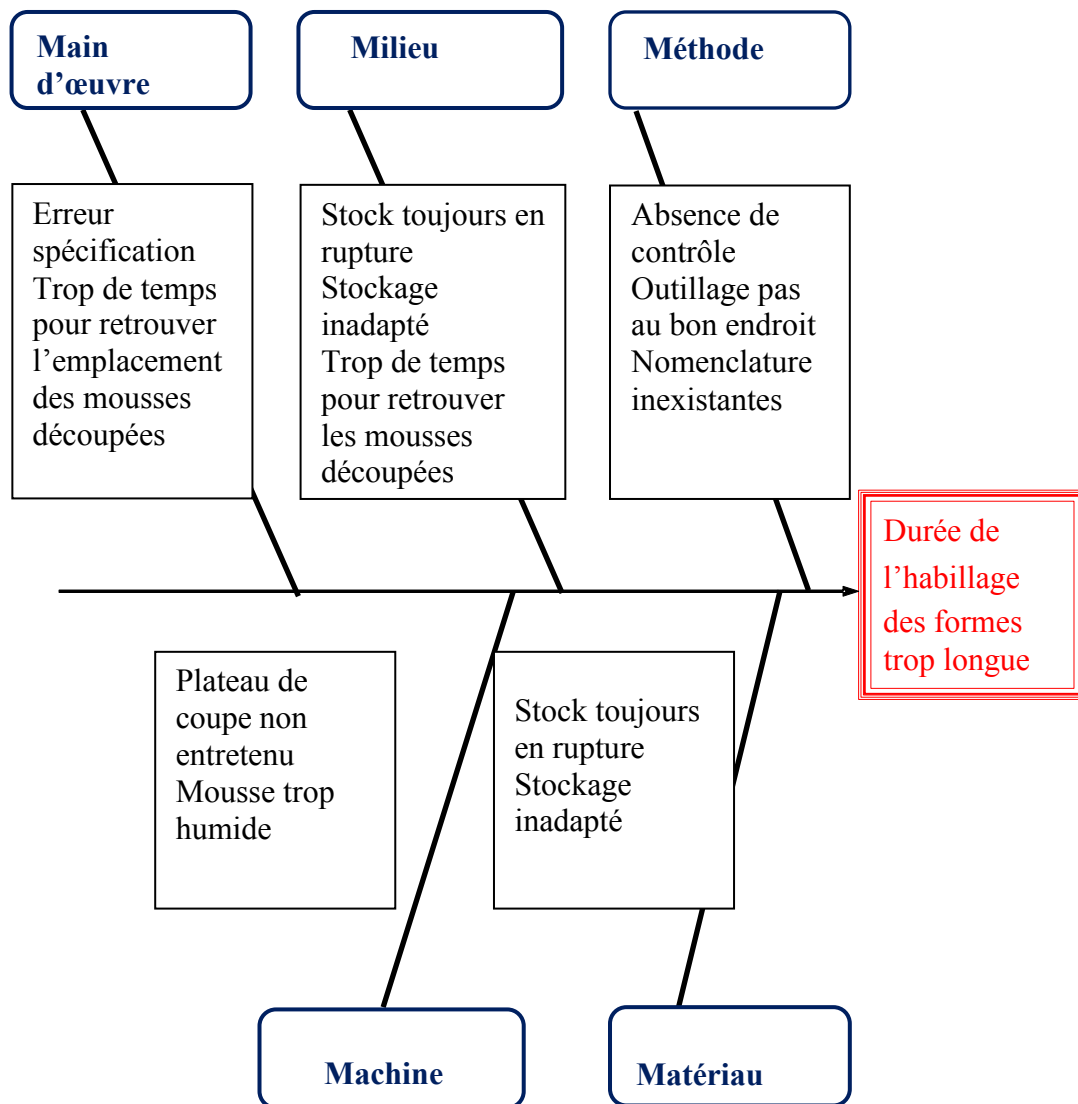 Main
d’œuvre
Milieu
Méthode
Erreur
spécification
Trop de temps
pour retrouver
l’emplacement
des mousses
découpées
Stock toujours en
rupture
Stockage
inadapté
Trop de temps
pour retrouver
les mousses
découpées
Absence de
contrôle
Outillage pas
au bon endroit
Nomenclature
inexistantes
Durée de
l’habillage
des formes
trop longue
Plateau de
coupe non
entretenu
Mousse trop
humide
Stock toujours
en rupture
Stockage
inadapté
Machine
Matériau